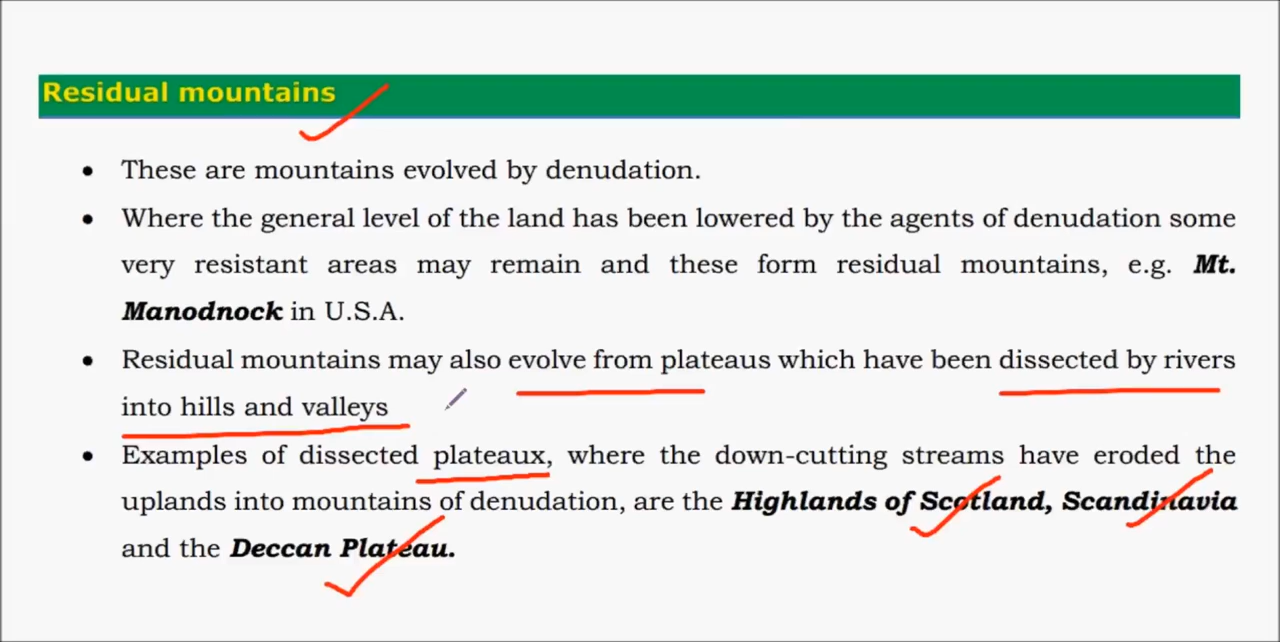 Residual mountains
• These are mountains evolved by denudation.
• Where the general level of the land has been lowered by the agents of denudation some
very resistant areas may remain and these form residual mountains, e.g. Mt.
Manodnock in U.S.A.
• Residual mountains may also evolve from plateaus which have been dissected by rivers
into hills and valleys
• Examples of dissected plateaux, where the down-cutting streams have eroded the
uplands into mountains of denudation, are the Highlands of Scotland, Scandinavia
and the Deccan Plateau.